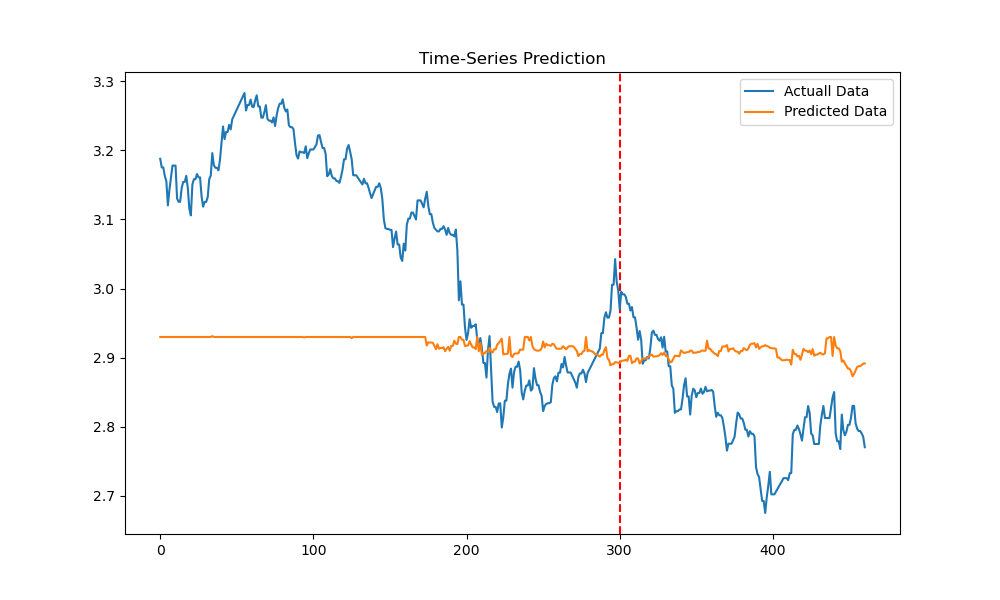 Time-Series Prediction
Actuall Data
Predicted Data
3.3
3.2
3.1
3.0
2.9
2.8
2.7
0 100 200 300 400